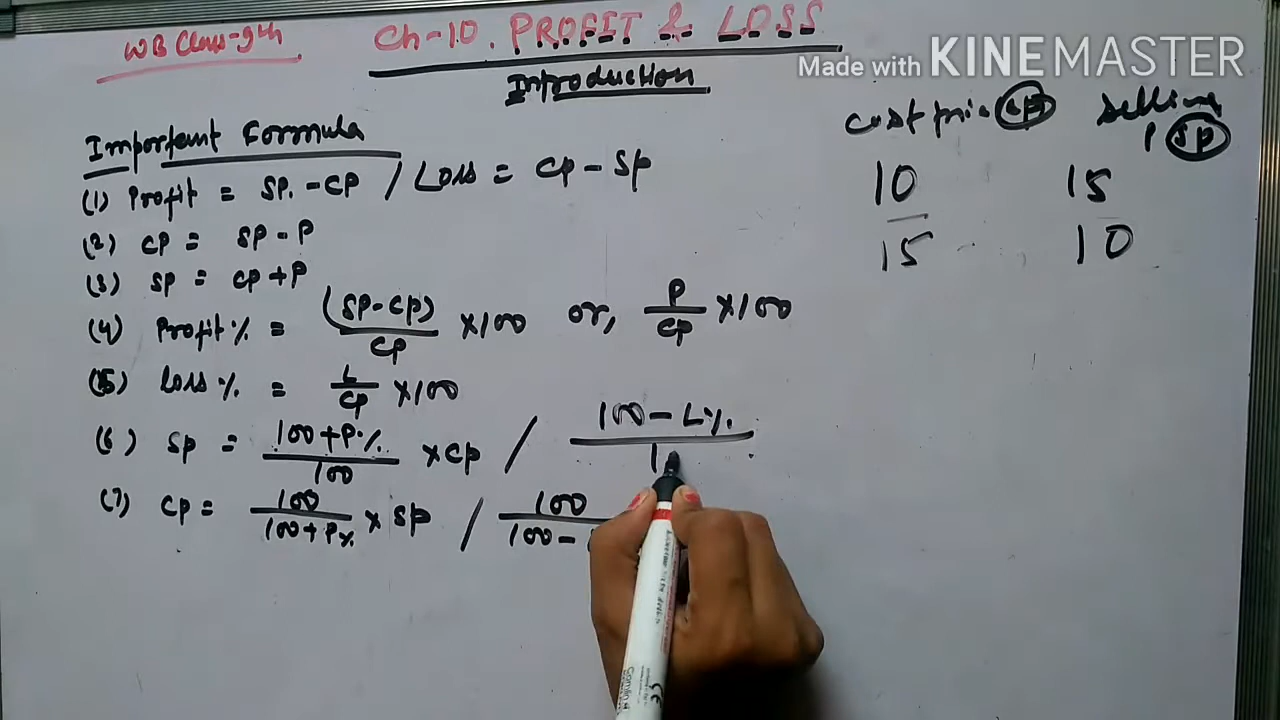 WB Class-9th
Ch-10. PROFIT & LOSS
Made with KINEMASTER
Introduction
Important Formula
(1) Profit = SP. - CP / Loss = CP - SP
(2) CP = SP - P
(3) SP = CP + P
(4) Profit % = (SP - CP) / CP × 100 or, P / CP × 100
(5) Loss % = L / CP × 100
(6) SP = 100 + P.% / 100 × CP / 100 - L% / 1
(7) CP = 100 / 100 + P% × SP / 100 / 100 -
Cost CP Selling
SP
10 15
15 10
Camlin